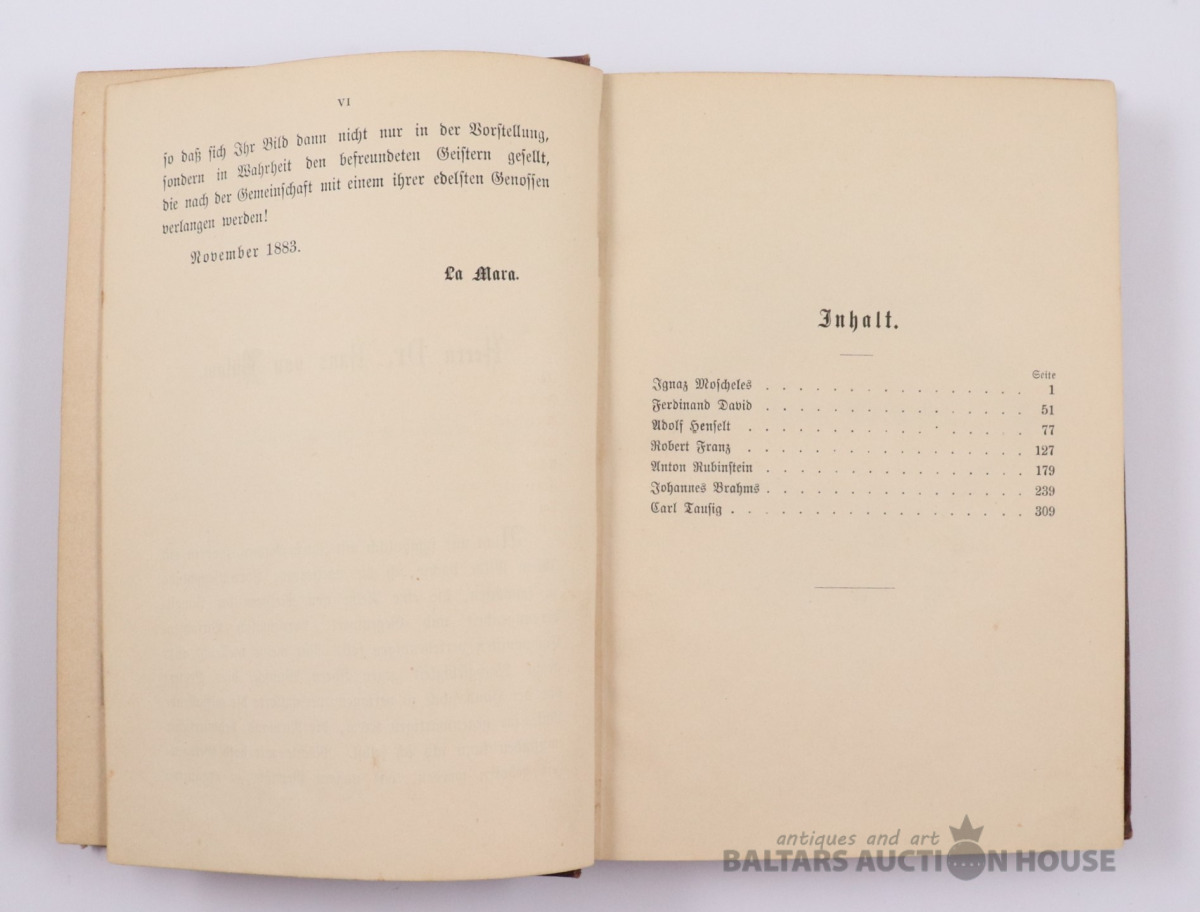 VI
so daß sich Ihr Bild dann nicht nur in der Vorstellung,
sondern in Wahrheit den befreundeten Geistern gesellt,
die nach der Gemeinschaft mit einem ihrer edelsten Genossen
verlangen werden!
November 1883.
La Mara.
Inhalt.
Seite
Ignaz Moscheles . . . . . . . . . . . . . . 1
Ferdinand David . . . . . . . . . . . . . . 51
Adolf Henselt . . . . . . . . . . . . . . . 77
Robert Franz . . . . . . . . . . . . . . . 127
Anton Rubinstein . . . . . . . . . . . . . . 179
Johannes Brahms . . . . . . . . . . . . . . 239
Carl Tausig . . . . . . . . . . . . . . . . 309
antiques and art
BALTARS AUCTION HOUSE